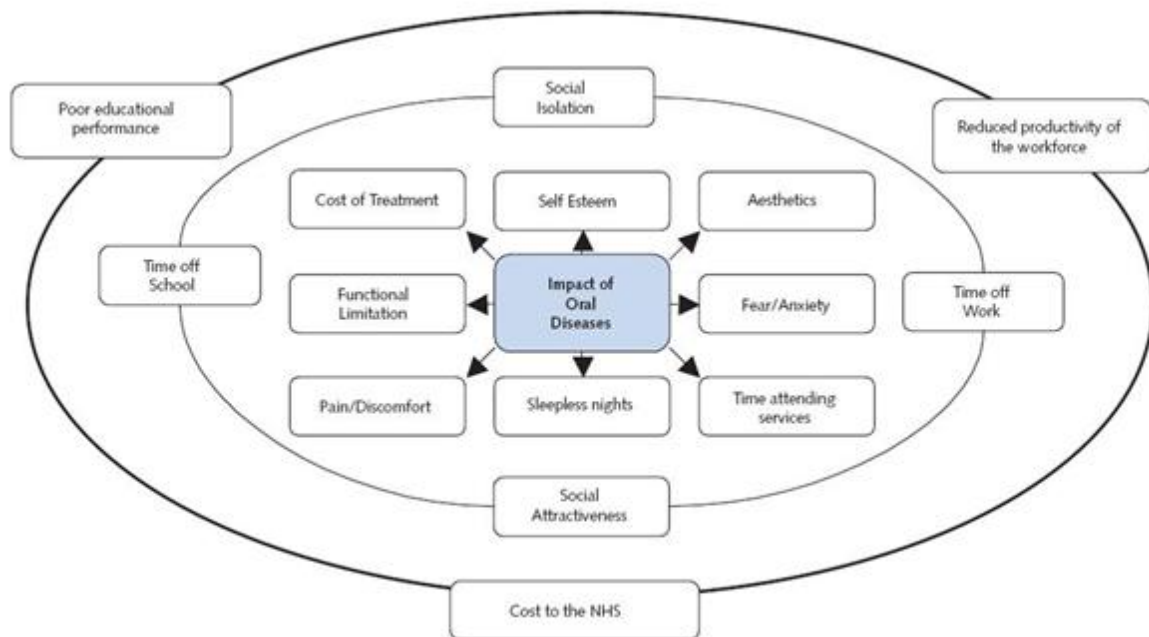 Social
Isolation
Poor educational
performance
Reduced productivity of
the workforce
Cost of Treatment
Self Esteem
Aesthetics
Time off
School
Functional
Limitation
Impact of
Oral
Diseases
Fear/Anxiety
Time off
Work
Pain/Discomfort
Sleepless nights
Time attending
services
Social
Attractiveness
Cost to the NHS